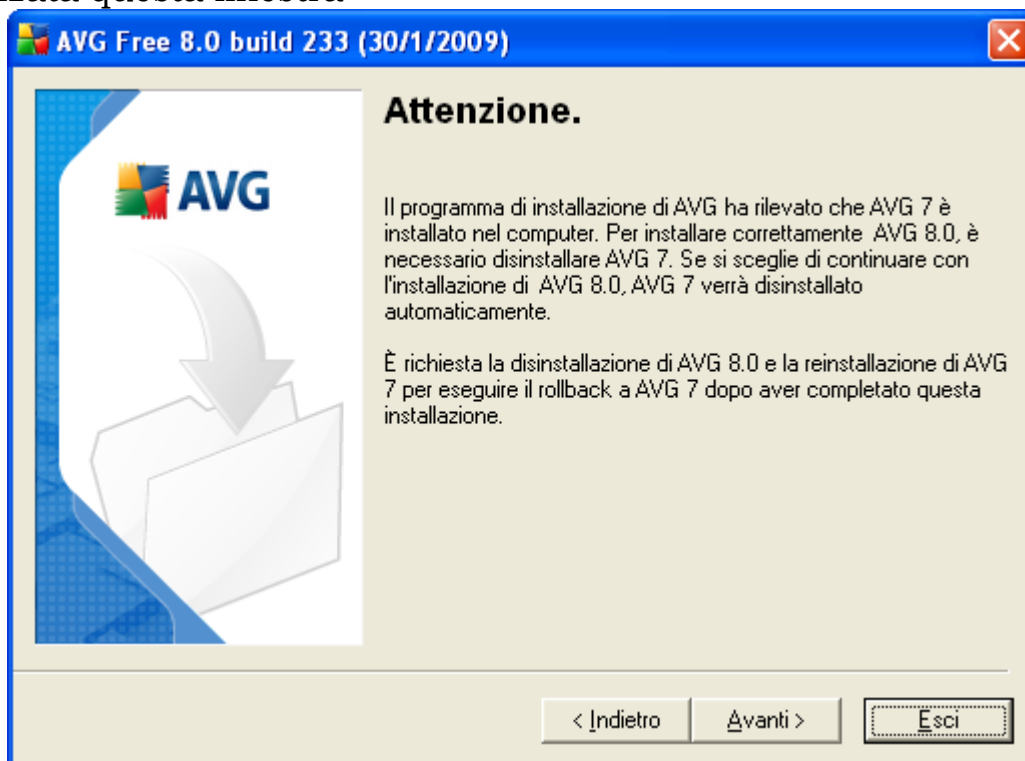 questa finestra
AVG Free 8.0 build 233 (30/1/2009)
Attenzione.
AVG
Il programma di installazione di AVG ha rilevato che AVG 7 è
installato nel computer. Per installare correttamente AVG 8.0, è
necessario disinstallare AVG 7. Se si sceglie di continuare con
l'installazione di AVG 8.0, AVG 7 verrà disinstallato
automaticamente.
È richiesta la disinstallazione di AVG 8.0 e la reinstallazione di AVG
7 per eseguire il rollback a AVG 7 dopo aver completato questa
installazione.
< Indietro
Avanti >
Esci